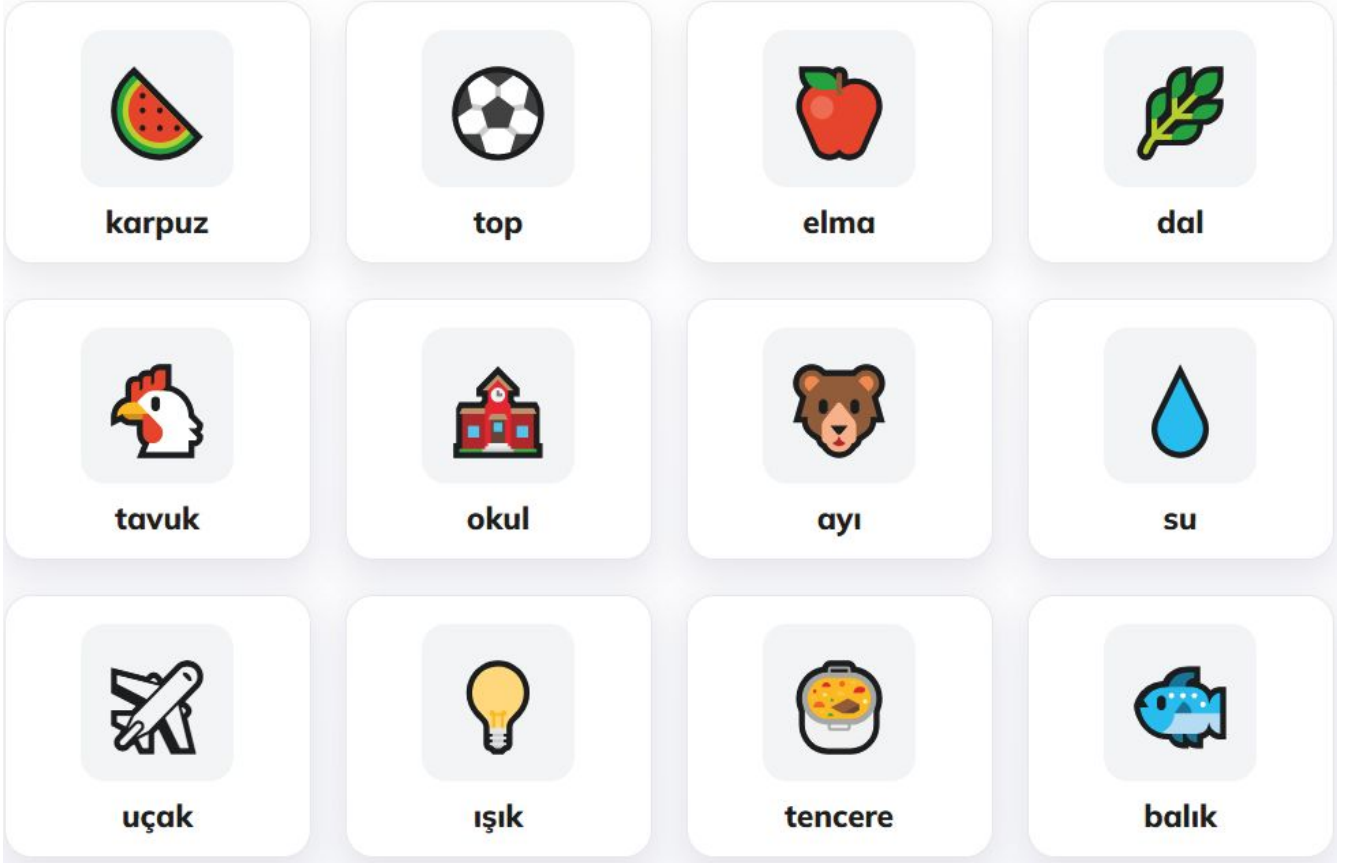 karpuz
top
elma
dal
tavuk
okul
ayı
su
uçak
ışık
tencere
balık